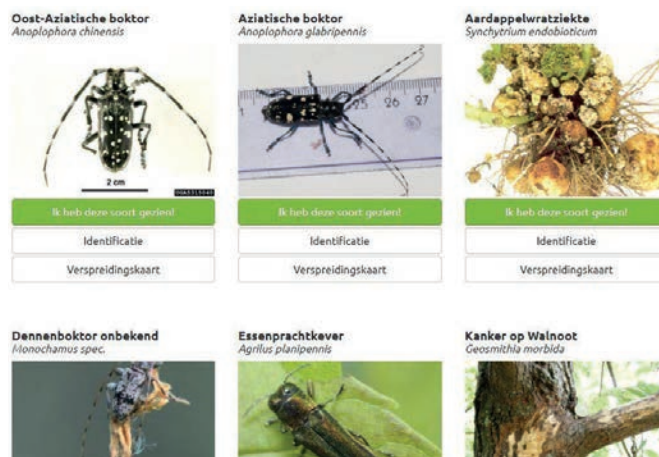 Oost-Aziatische boktor
Anoplophora chinensis
Aziatische boktor
Anoplophora glabripennis
Aardappelwratziekte
Synchytrium endobioticum
2 cm
25 26 27
Ik heb deze soort gezien!
Identificatie
Verspreidingskaart
Ik heb deze soort gezien!
Identificatie
Verspreidingskaart
Ik heb deze soort gezien!
Identificatie
Verspreidingskaart
Dennenboktor onbekend
Monochamus spec.
Essenprachtkever
Agrilus planipennis
Kanker op Walnoot
Geosmithia morbida